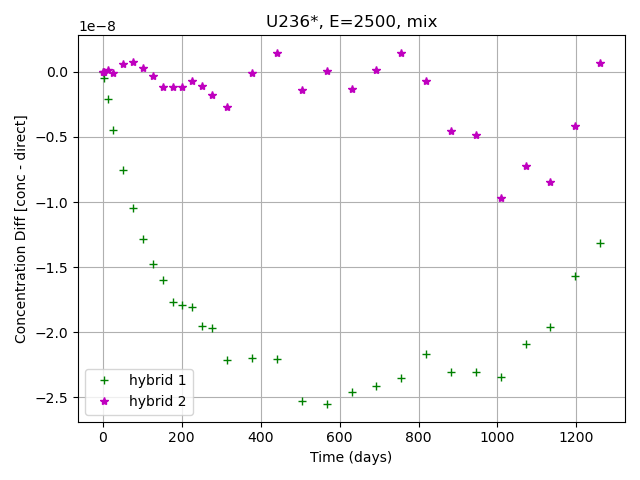 U236*, E=2500, mix
1e−8
Concentration Diff [conc - direct]
0.0
−0.5
−1.0
−1.5
−2.0
−2.5
hybrid 1
hybrid 2
0 200 400 600 800 1000 1200
Time (days)